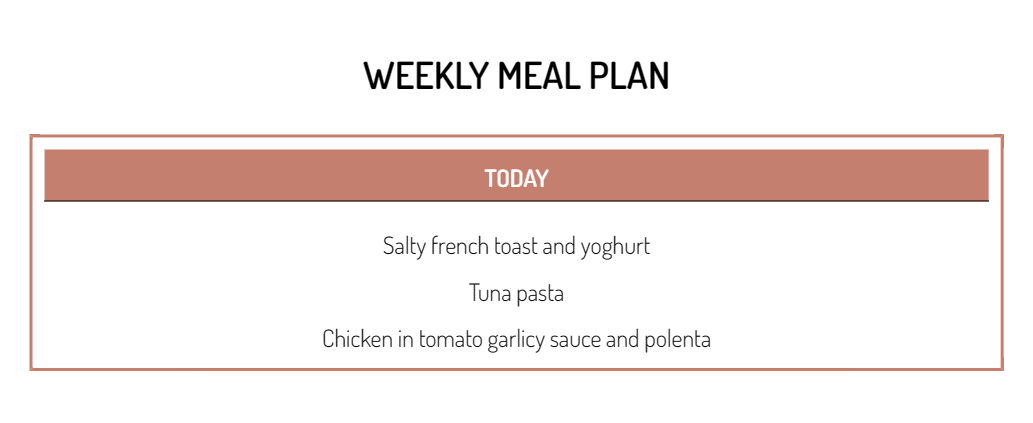 WEEKLY MEAL PLAN
TODAY
Salty french toast and yoghurt
Tuna pasta
Chicken in tomato garlicy sauce and polenta